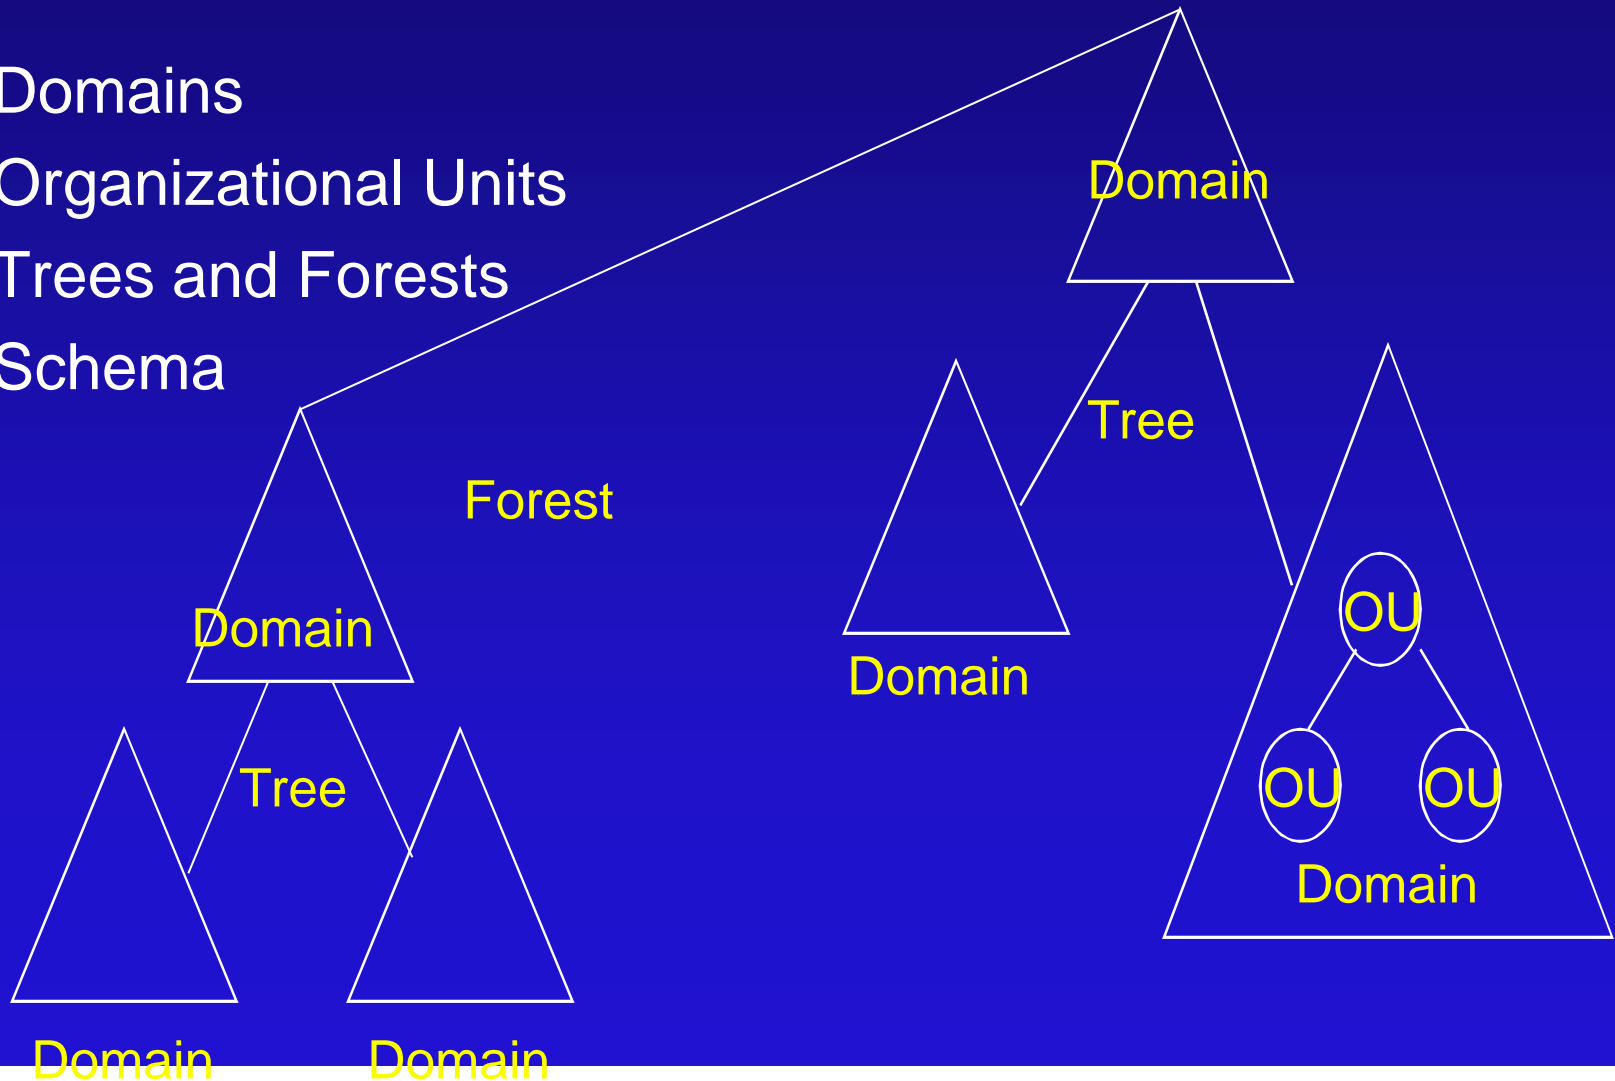 Domains
Organizational Units
Trees and Forests
Schema
Domain
Tree
Forest
OU
Domain
Domain
OU
OU
Tree
Domain
Domain
Domain